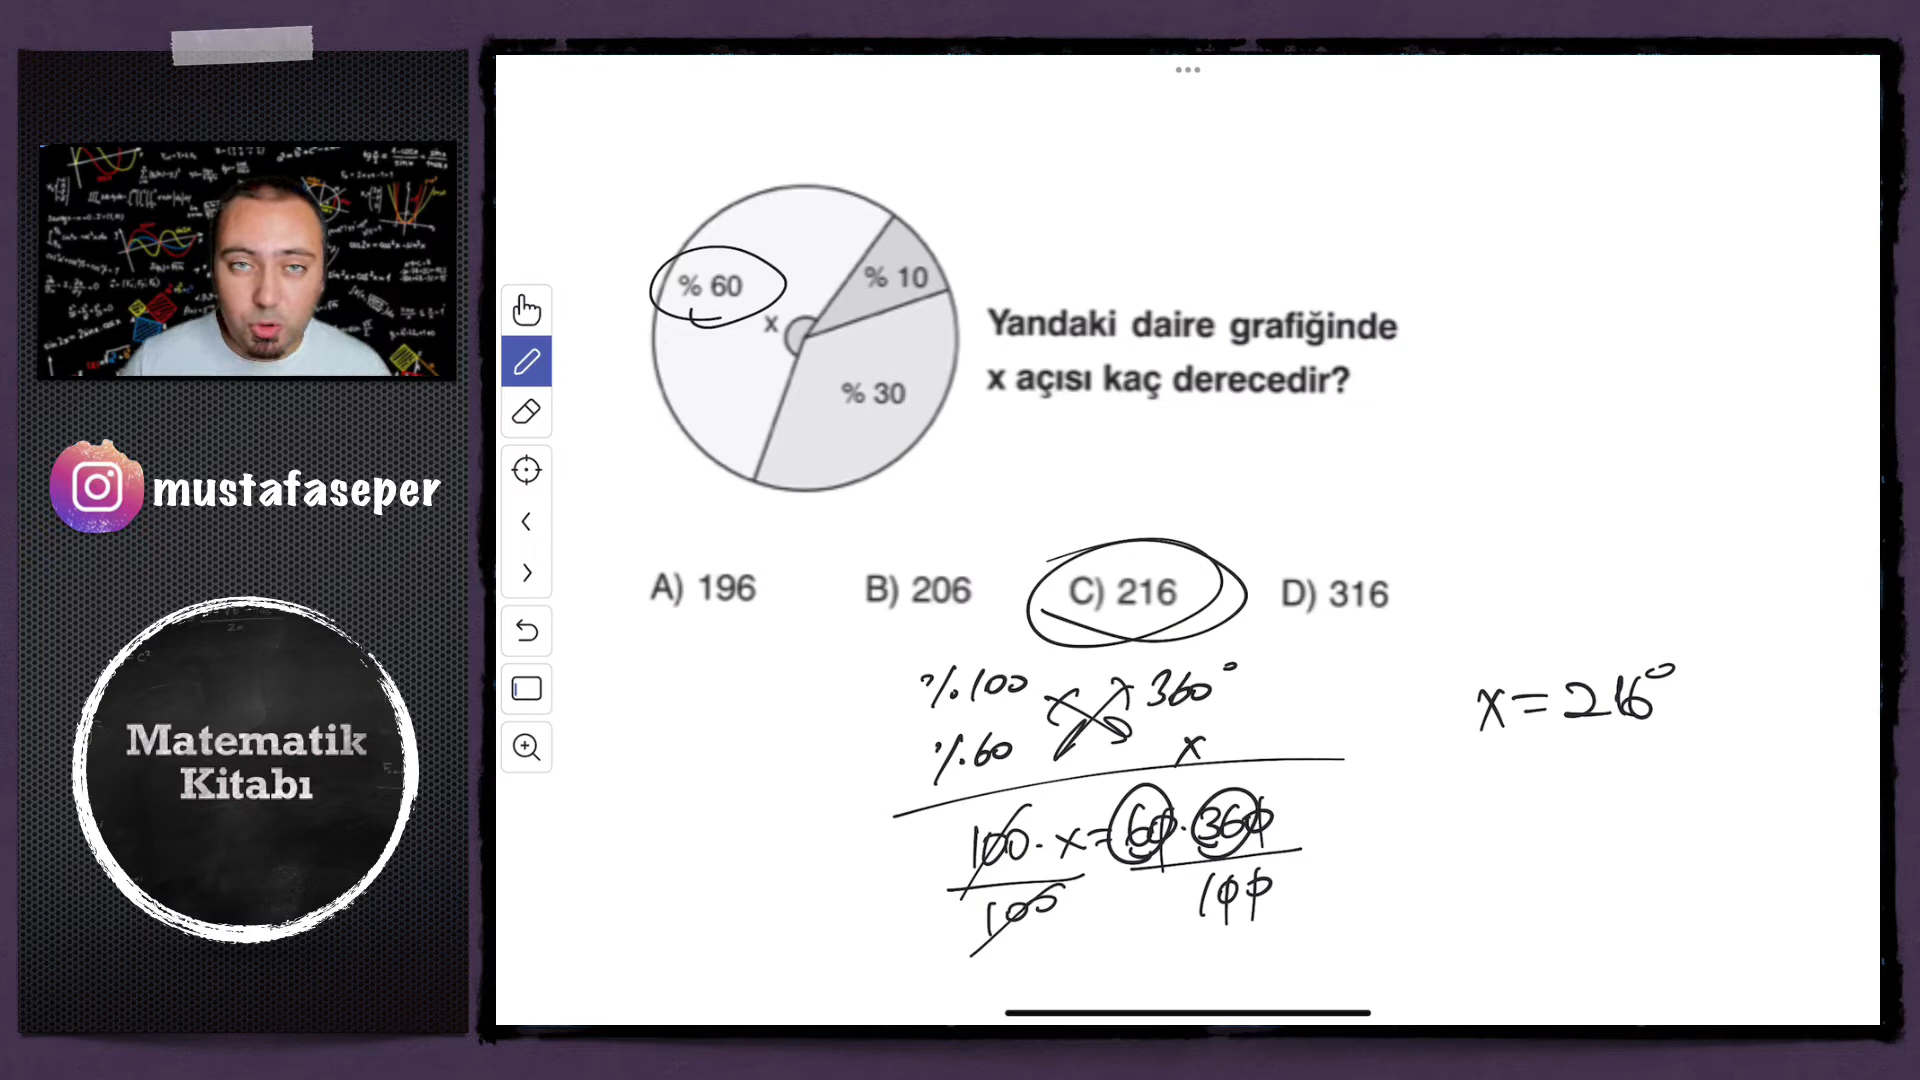 mustafaseper
Matematik
Kitabı
% 60
% 10
x
% 30
Yandaki daire grafiğinde
x açısı kaç derecedir?
A) 196 B) 206 C) 216 D) 316
%100 360°
%60 x
100 · x = 60 · 360
100 100
x = 216°